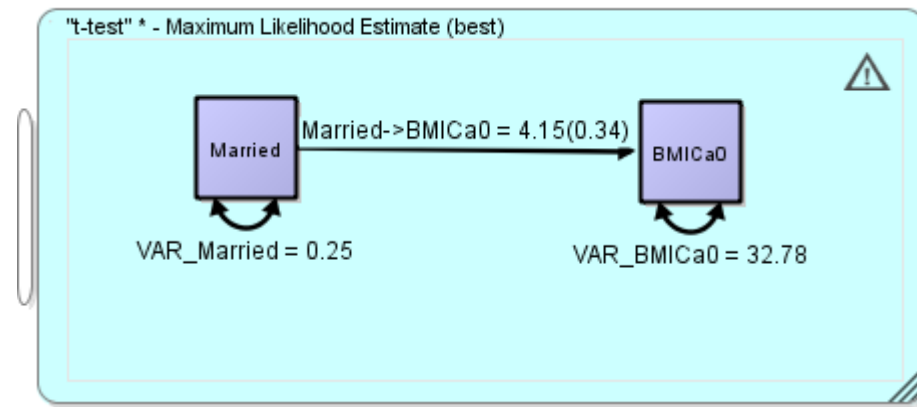 "t-test" * - Maximum Likelihood Estimate (best)
Married->BMICa0 = 4.15(0.34)
Married
BMICa0
VAR_Married = 0.25
VAR_BMICa0 = 32.78